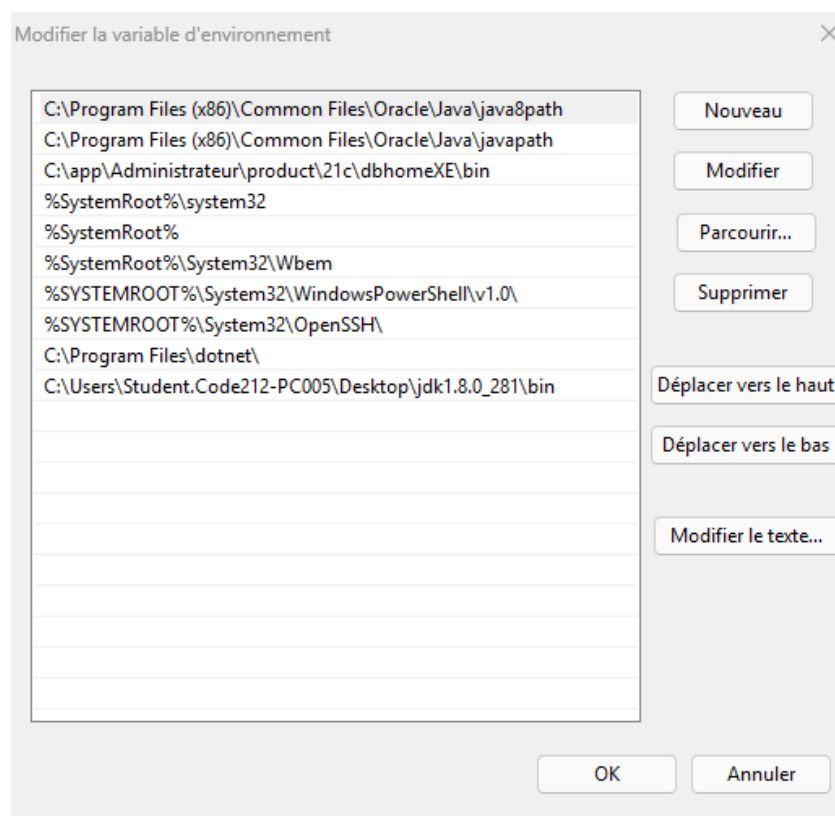 Modifier la variable d'environnement
C:\Program Files (x86)\Common Files\Oracle\Java\java8path
C:\Program Files (x86)\Common Files\Oracle\Java\javapath
C:\app\Administrateur\product\21c\dbhomeXE\bin
%SystemRoot%\system32
%SystemRoot%
%SystemRoot%\System32\Wbem
%SYSTEMROOT%\System32\WindowsPowerShell\v1.0\
%SYSTEMROOT%\System32\OpenSSH\
C:\Program Files\dotnet\
C:\Users\Student.Code212-PC005\Desktop\jdk1.8.0_281\bin
Nouveau
Modifier
Parcourir...
Supprimer
Déplacer vers le haut
Déplacer vers le bas
Modifier le texte...
OK
Annuler